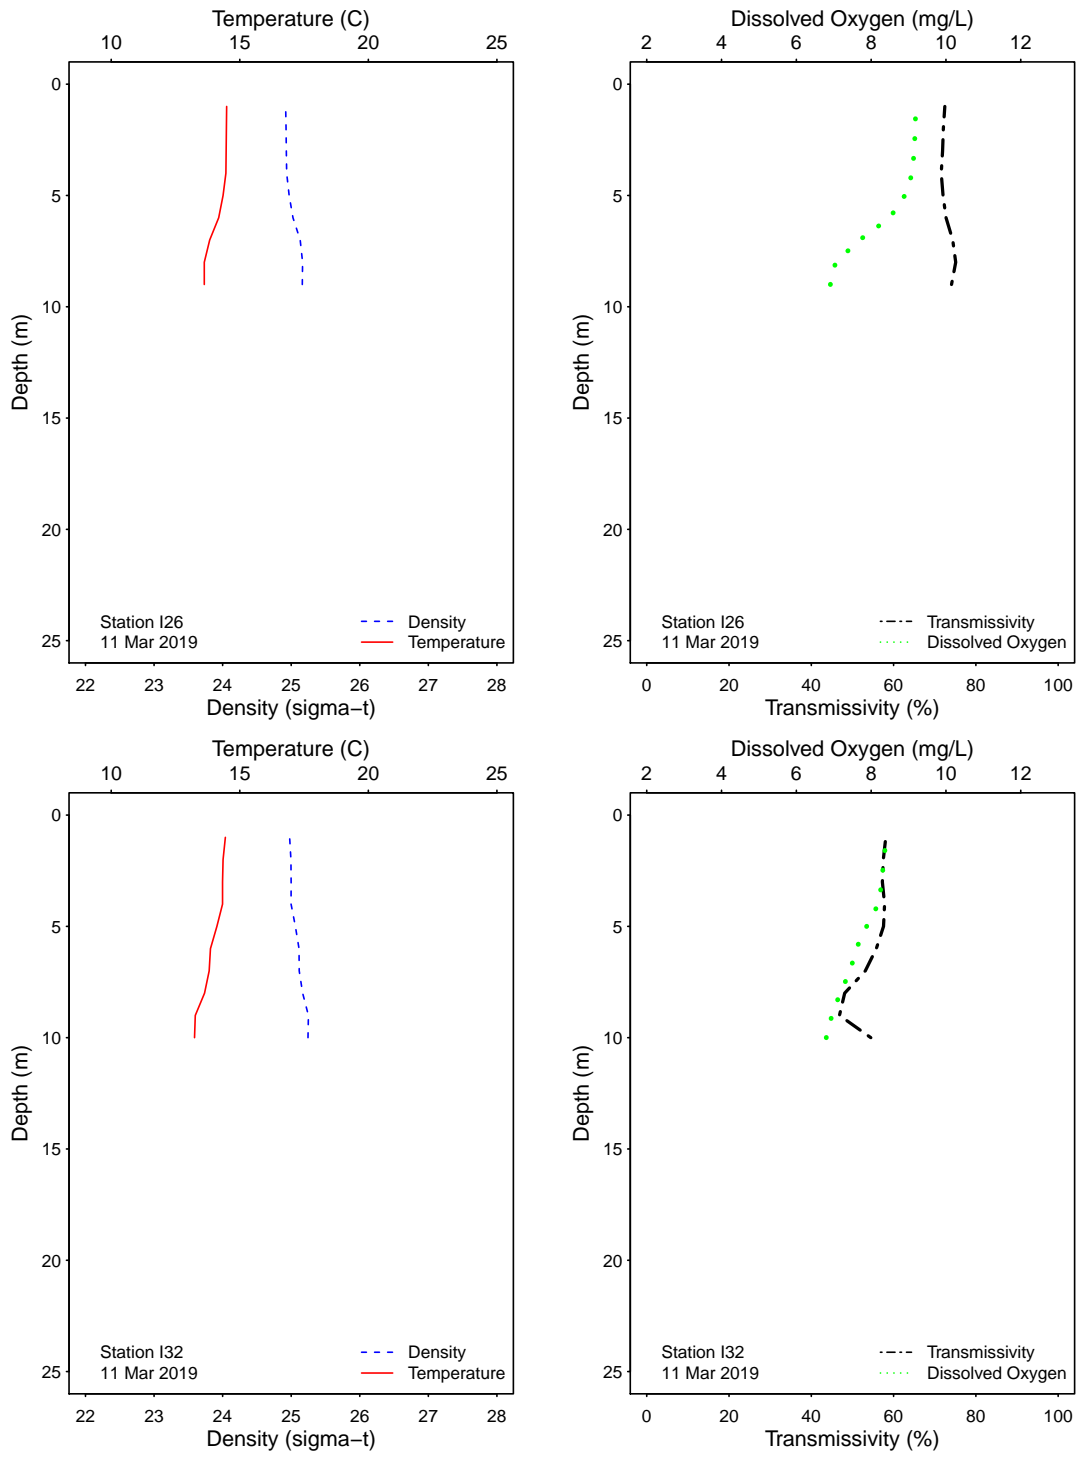 Temperature (C)
10 15 20 25
0
5
10
15
20
25
Depth (m)
Station I26
11 Mar 2019
Density
Temperature
22 23 24 25 26 27 28
Density (sigma−t)
Dissolved Oxygen (mg/L)
2 4 6 8 10 12
0
5
10
15
20
25
Depth (m)
Station I26
11 Mar 2019
Transmissivity
Dissolved Oxygen
0 20 40 60 80 100
Transmissivity (%)
Temperature (C)
10 15 20 25
0
5
10
15
20
25
Depth (m)
Station I32
11 Mar 2019
Density
Temperature
22 23 24 25 26 27 28
Density (sigma−t)
Dissolved Oxygen (mg/L)
2 4 6 8 10 12
0
5
10
15
20
25
Depth (m)
Station I32
11 Mar 2019
Transmissivity
Dissolved Oxygen
0 20 40 60 80 100
Transmissivity (%)